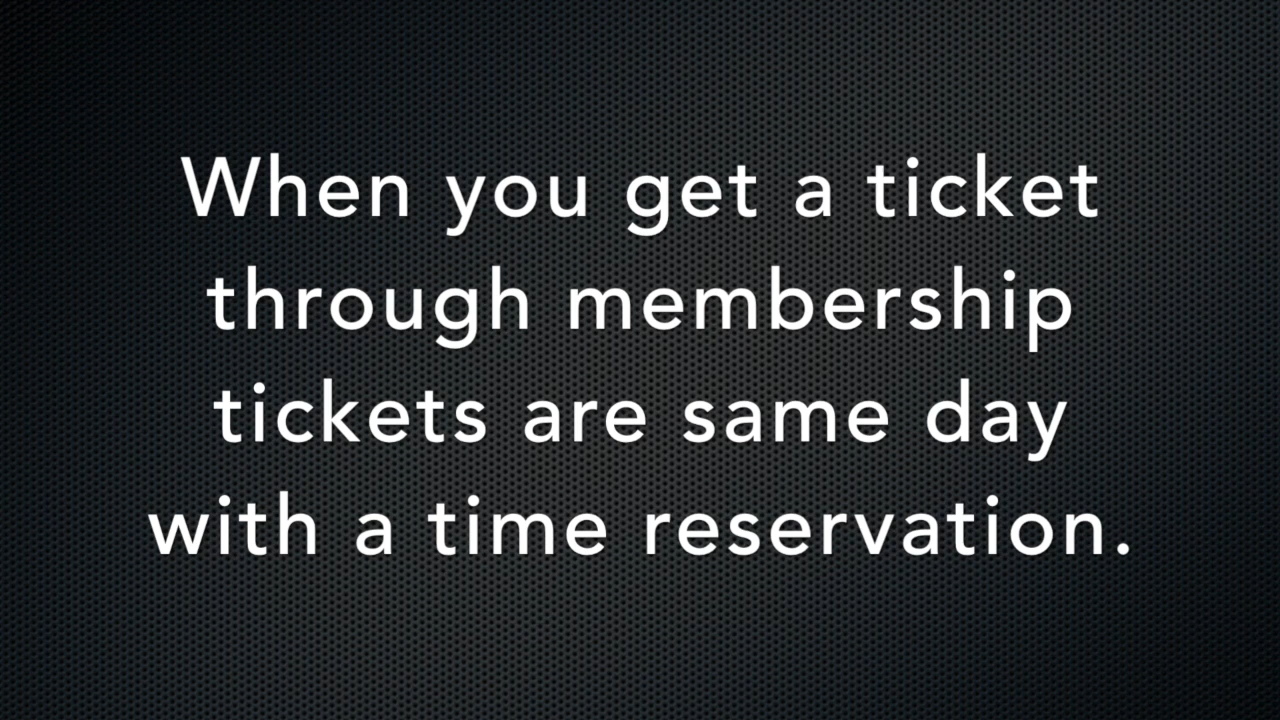 When you get a ticket
through membership
tickets are same day
with a time reservation.